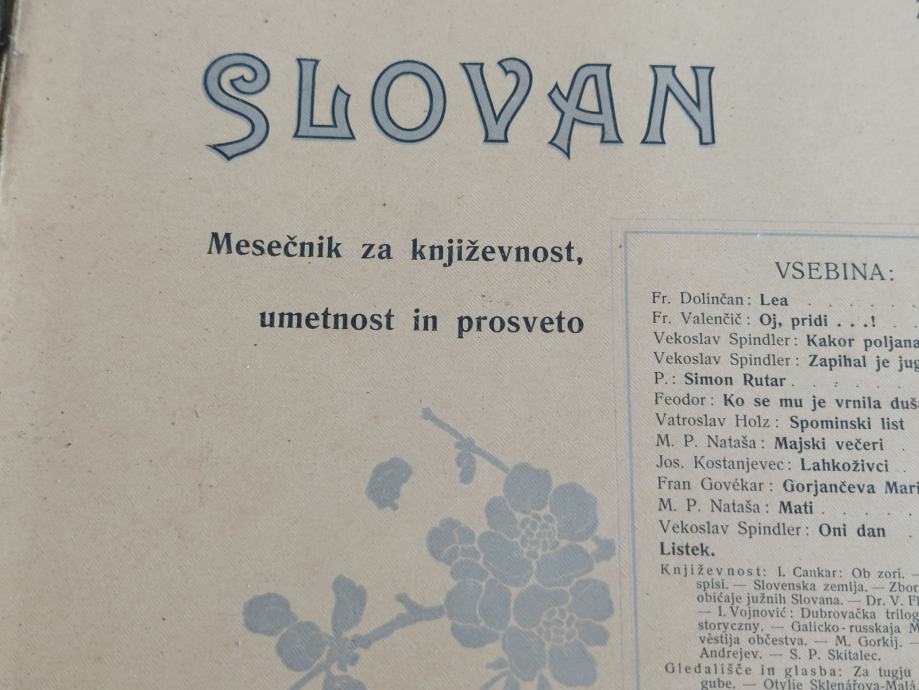 SLOVAN
Mesečnik za književnost,
umetnost in prosveto
VSEBINA:
Fr. Dolinčan: Lea . . . . . .
Fr. Valenčič: Oj, pridi . . .! . . .
Vekoslav Spindler: Kakor poljana
Vekoslav Spindler: Zapihal je jug
P.: Simon Rutar . . . . . .
Feodor: Ko se mu je vrnila duš
Vatroslav Holz: Spominski list
M. P. Nataša: Majski večeri .
Jos. Kostanjevec: Lahkoživci . .
Fran Govékar: Gorjančeva Mari
M. P. Nataša: Mati . . . . .
Vekoslav Spindler: Oni dan .
Listek.
Književnost: I. Cankar: Ob zori. —
spisi. — Slovenska zemlja. — Zbor
obićaje južnih Slovana. — Dr. V. F
— I. Vojnović: Dubrovačka trilog
storyczny. — Galicko-russkaja M
věstija občestva. — M. Gorkij. —
Andrejev. — S. P. Skitalec.
Gledališče in glasba: Za tugju
gube. — Otylie Sklenářova-Malá